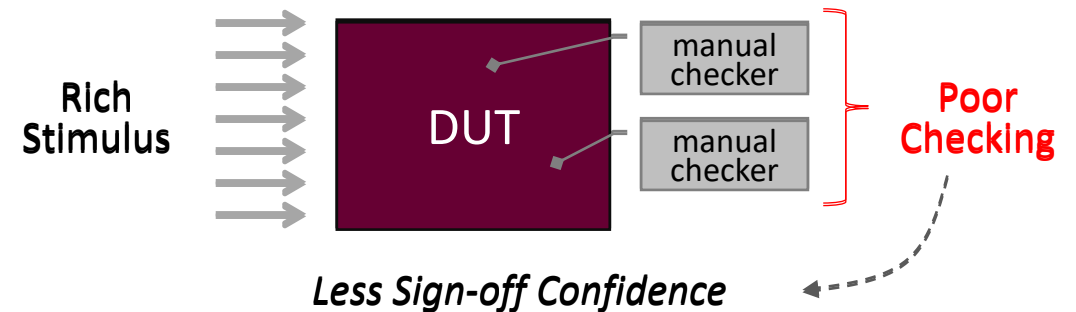 Rich
Stimulus
DUT
manual
checker
manual
checker
Poor
Checking
Less Sign-off Confidence